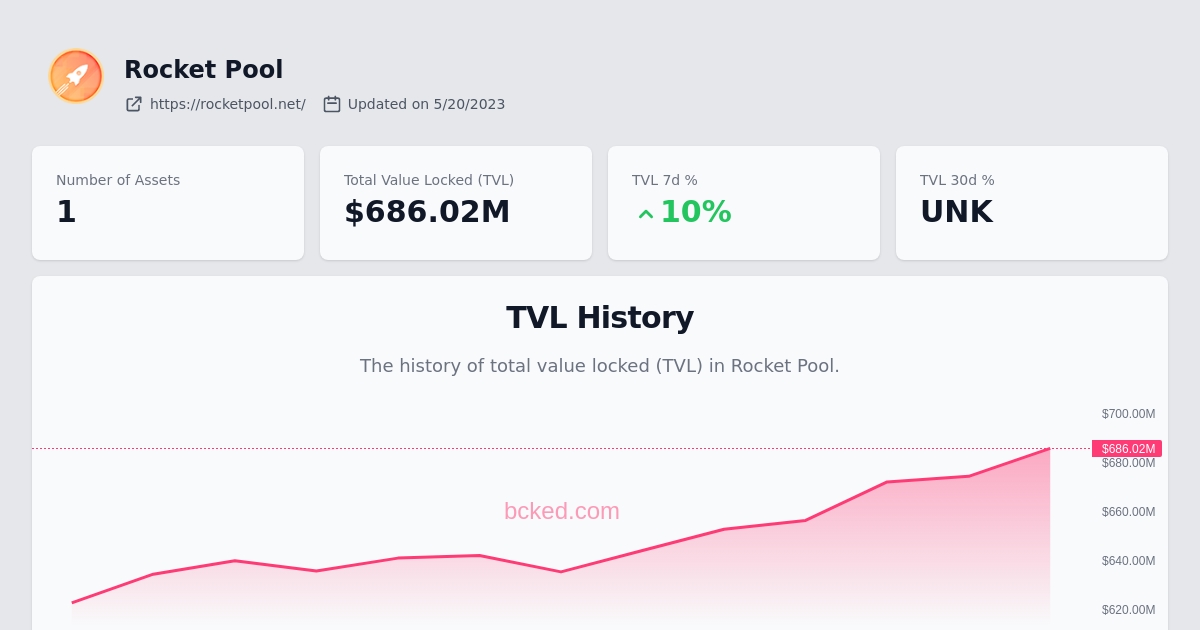 Rocket Pool
https://rocketpool.net/ Updated on 5/20/2023
Number of Assets
1
Total Value Locked (TVL)
$686.02M
TVL 7d %
10%
TVL 30d %
UNK
TVL History
The history of total value locked (TVL) in Rocket Pool.
$700.00M
$686.02M
$680.00M
bcked.com
$660.00M
$640.00M
$620.00M